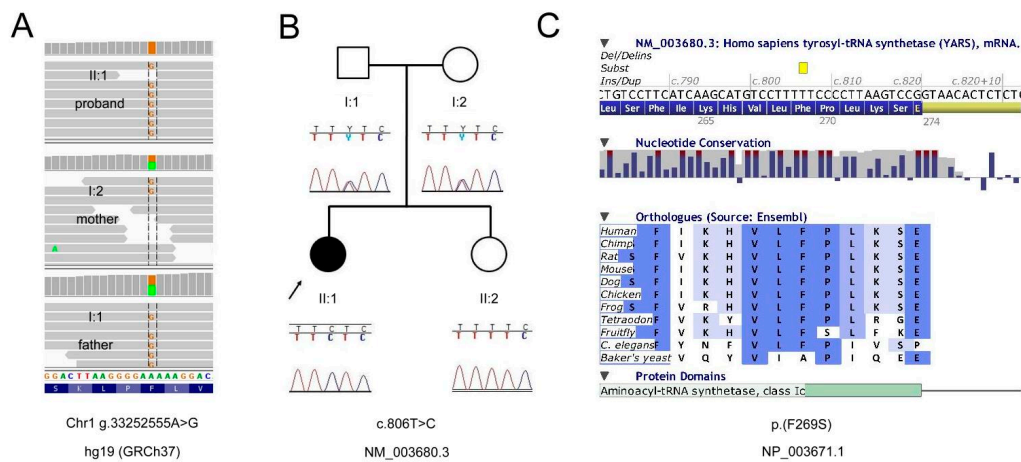 A
II:1
proband
G
G
G
G
G
G
G
I:2
mother
G
G
A
I:1
father
G
G
G
G
G G A C T T A A G G G G A A A A A G G A C
S K L P F L V
Chr1 g.33252555A>G
hg19 (GRCh37)
B
I:1
I:2
T T Y T C
T T Y T C
T T Y T C
T T Y T C
II:1
II:2
T T C T C
T T C T C
T T T T C
T T T T C
c.806T>C
NM_003680.3
C
NM_003680.3: Homo sapiens tyrosyl-tRNA synthetase (YARS), mRNA.
Del/Delins
Subst
Ins/Dup
c.790 c.800 c.810 c.820 c.820+10
CTGTCCTTCATCAAGCATGTCCTTTTTCCCCTTAAGTCCGGTAACACTCTCTC
Leu Ser Phe Ile Lys His Val Leu Phe Pro Leu Lys Ser E
265 270 274
Nucleotide Conservation
Orthologues (Source: Ensembl)
Human F I K H V L F P L K S E
Chimp F I K H V L F P L K S E
Rat S F V K H V L F P L K S E
Mouse F I K H V L F P L K S E
Dog S F I K H V L F P L K S E
Chicken F I K H V L F P L K S E
Frog S F V R H V L F P L K S E
Tetraodon F V K Y V L F P L R G E
Fruitfly F V K H V L F S L F K E
C. elegans F Y N F V L F P I V S P
Baker's yeast V Q Y V I A P I Q E E
Protein Domains
Aminoacyl-tRNA synthetase, class Ic
p.(F269S)
NP_003671.1